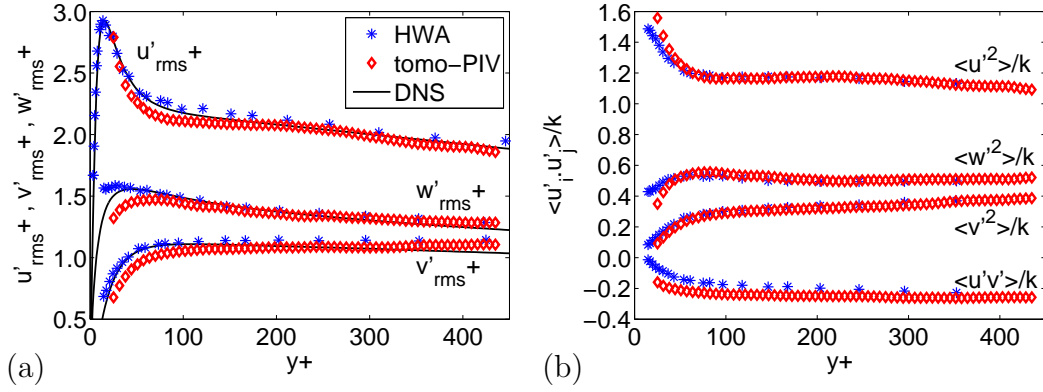 3.0
2.5
2.0
1.5
1.0
0.5
0
100
200
300
400
y+
u'rms+ , v'rms+ , w'rms+
u'rms+
w'rms+
v'rms+
HWA
tomo-PIV
DNS
(a)
1.6
1.4
1.2
1.0
0.8
0.6
0.4
0.2
0.0
−0.2
−0.4
0
100
200
300
400
y+
<u'i.u'j>/k
<u'2>/k
<w'2>/k
<v'2>/k
<u'v'>/k
(b)